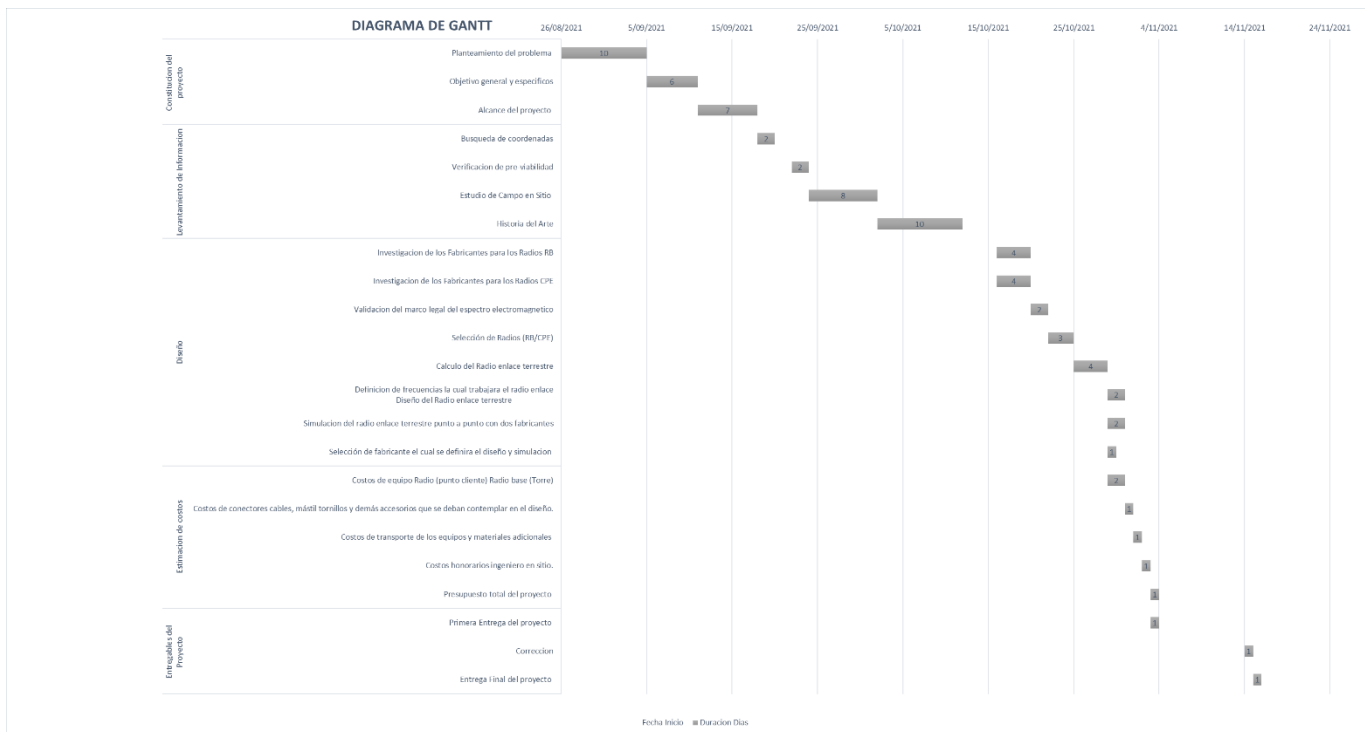 DIAGRAMA DE GANTT
26/08/2021 5/09/2021 15/09/2021 25/09/2021 5/10/2021 15/10/2021 25/10/2021 4/11/2021 14/11/2021 24/11/2021
Constitucion del
proyecto
Planteamiento del problema 10
Objetivo general y especificos 6
Alcance del proyecto 7
Levantamiento de Informacion
Busqueda de coordenadas 2
Verificacion de pre viabilidad 2
Estudio de Campo en Sitio 8
Historia del Arte 10
Diseño
Investigacion de los Fabricantes para los Radios RB 4
Investigacion de los Fabricantes para los Radios CPE 4
Validacion del marco legal del espectro electromagnetico 2
Selección de Radios (RB/CPE) 3
Calculo del Radio enlace terrestre 4
Definicion de frecuencias la cual trabajara el radio enlace
Diseño del Radio enlace terrestre 2
Simulacion del radio enlace terrestre punto a punto con dos fabricantes 2
Selección de fabricante el cual se definira el diseño y simulacion 1
Estimacion de costos
Costos de equipo Radio (punto cliente) Radio base (Torre) 2
Costos de conectores cables, mástil tornillos y demás accesorios que se deban contemplar en el diseño. 1
Costos de transporte de los equipos y materiales adicionales 1
Costos honorarios ingeniero en sitio. 1
Presupuesto total del proyecto 1
Entregables del
Proyecto
Primera Entrega del proyecto 1
Correccion 1
Entrega Final del proyecto 1
Fecha Inicio Duracion Dias